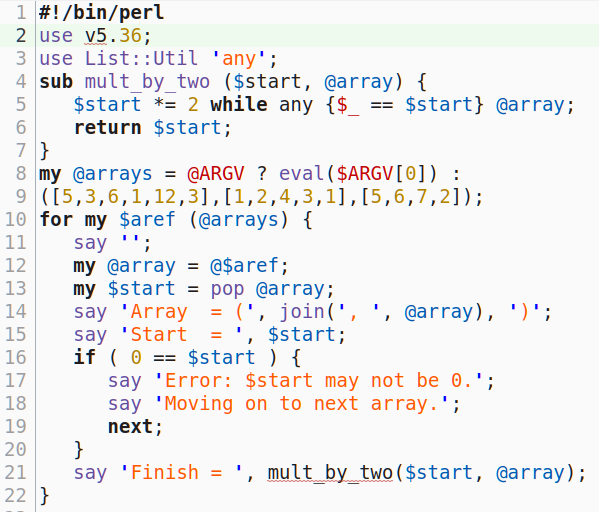 1 #!/bin/perl
2 use v5.36;
3 use List::Util 'any';
4 sub mult_by_two ($start, @array) {
5    $start *= 2 while any {$_ == $start} @array;
6    return $start;
7 }
8 my @arrays = @ARGV ? eval($ARGV[0]) :
9 ([5,3,6,1,12,3],[1,2,4,3,1],[5,6,7,2]);
10 for my $aref (@arrays) {
11    say '';
12    my @array = @$aref;
13    my $start = pop @array;
14    say 'Array  = (', join(', ', @array), ')';
15    say 'Start  = ', $start;
16    if ( 0 == $start ) {
17       say 'Error: $start may not be 0.';
18       say 'Moving on to next array.';
19       next;
20    }
21    say 'Finish = ', mult_by_two($start, @array);
22 }